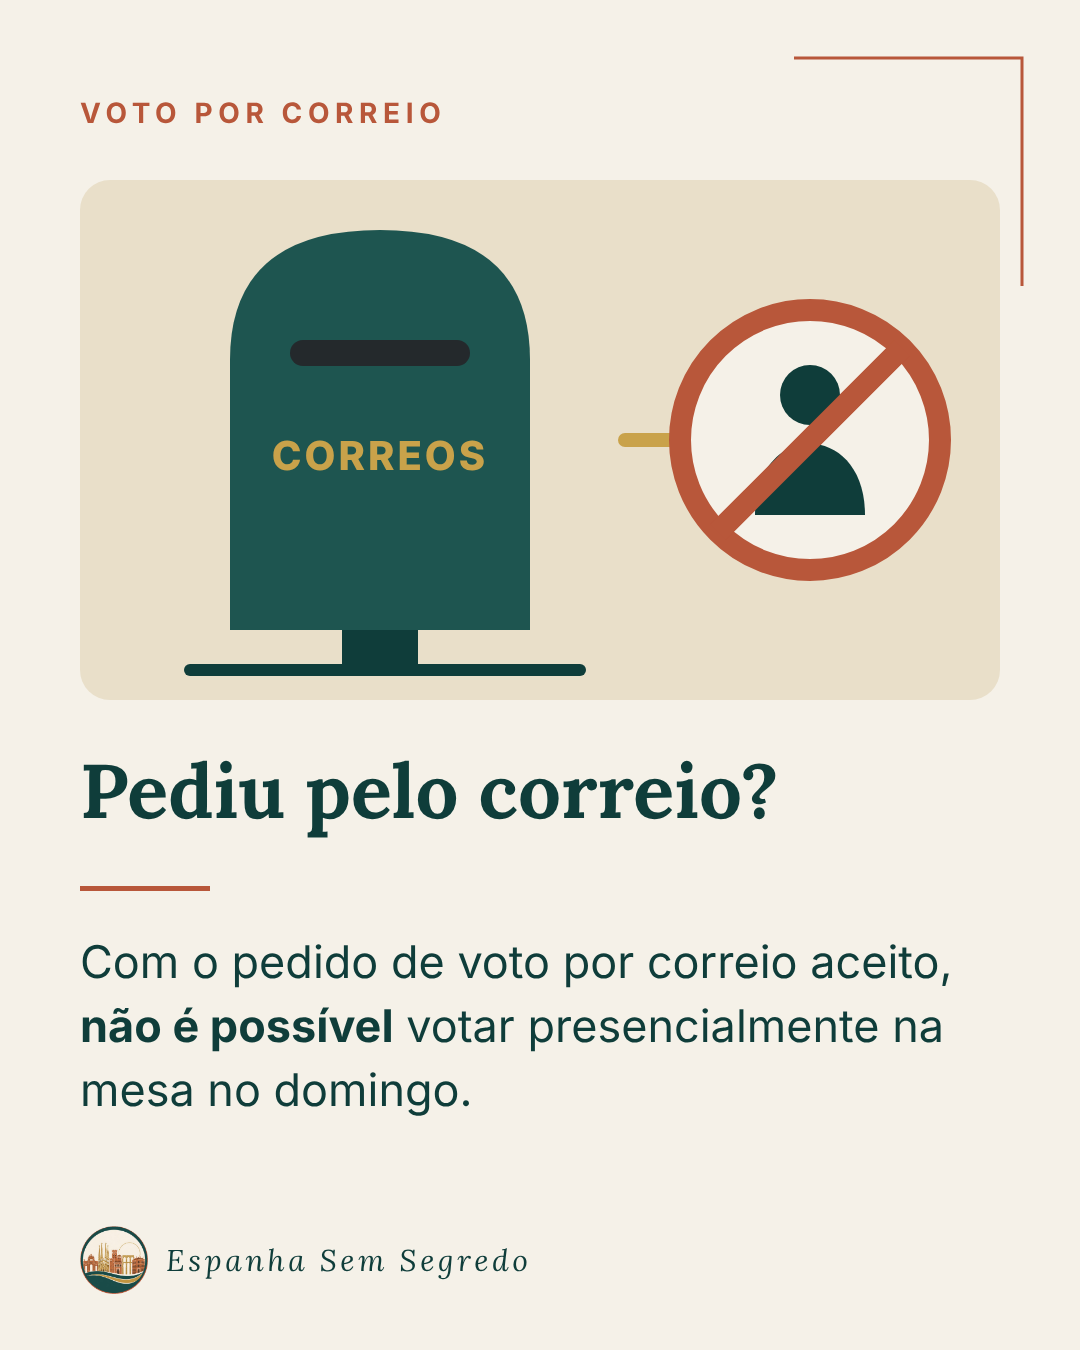 VOTO POR CORREIO
CORREOS
Pediu pelo correio?
Com o pedido de voto por correio aceito,
não é possível votar presencialmente na
mesa no domingo.
Espanha Sem Segredo